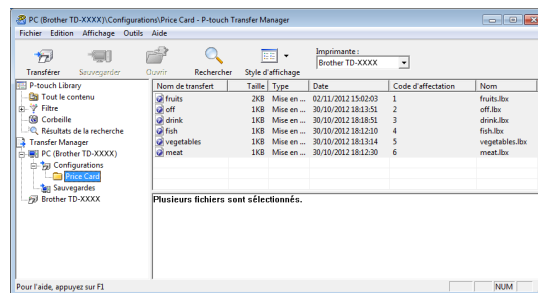 PC (Brother TD-XXXX)\Configurations\Price Card - P-touch Transfer Manager
Fichier Edition Affichage Outils Aide
Transférer Sauvegarder Ouvrir Rechercher Style d'affichage
Imprimante :
Brother TD-XXXX
P-touch Library
Tout le contenu
Filtre
Corbeille
Résultats de la recherche
Transfer Manager
PC (Brother TD-XXXX)
Configurations
Price Card
Sauvegardes
Brother TD-XXXX
Nom de transfert Taille Type Date Code d'affectation Nom
fruits 2KB Mise en ... 02/11/2012 15:02:03 1 fruits.lbx
off 1KB Mise en ... 30/10/2012 18:13:51 2 off.lbx
drink 1KB Mise en ... 30/10/2012 18:18:51 3 drink.lbx
fish 1KB Mise en ... 30/10/2012 18:12:10 4 fish.lbx
vegetables 1KB Mise en ... 30/10/2012 18:13:14 5 vegetables.lbx
meat 1KB Mise en ... 30/10/2012 18:12:30 6 meat.lbx
Plusieurs fichiers sont sélectionnés.
Pour l'aide, appuyez sur F1
NUM